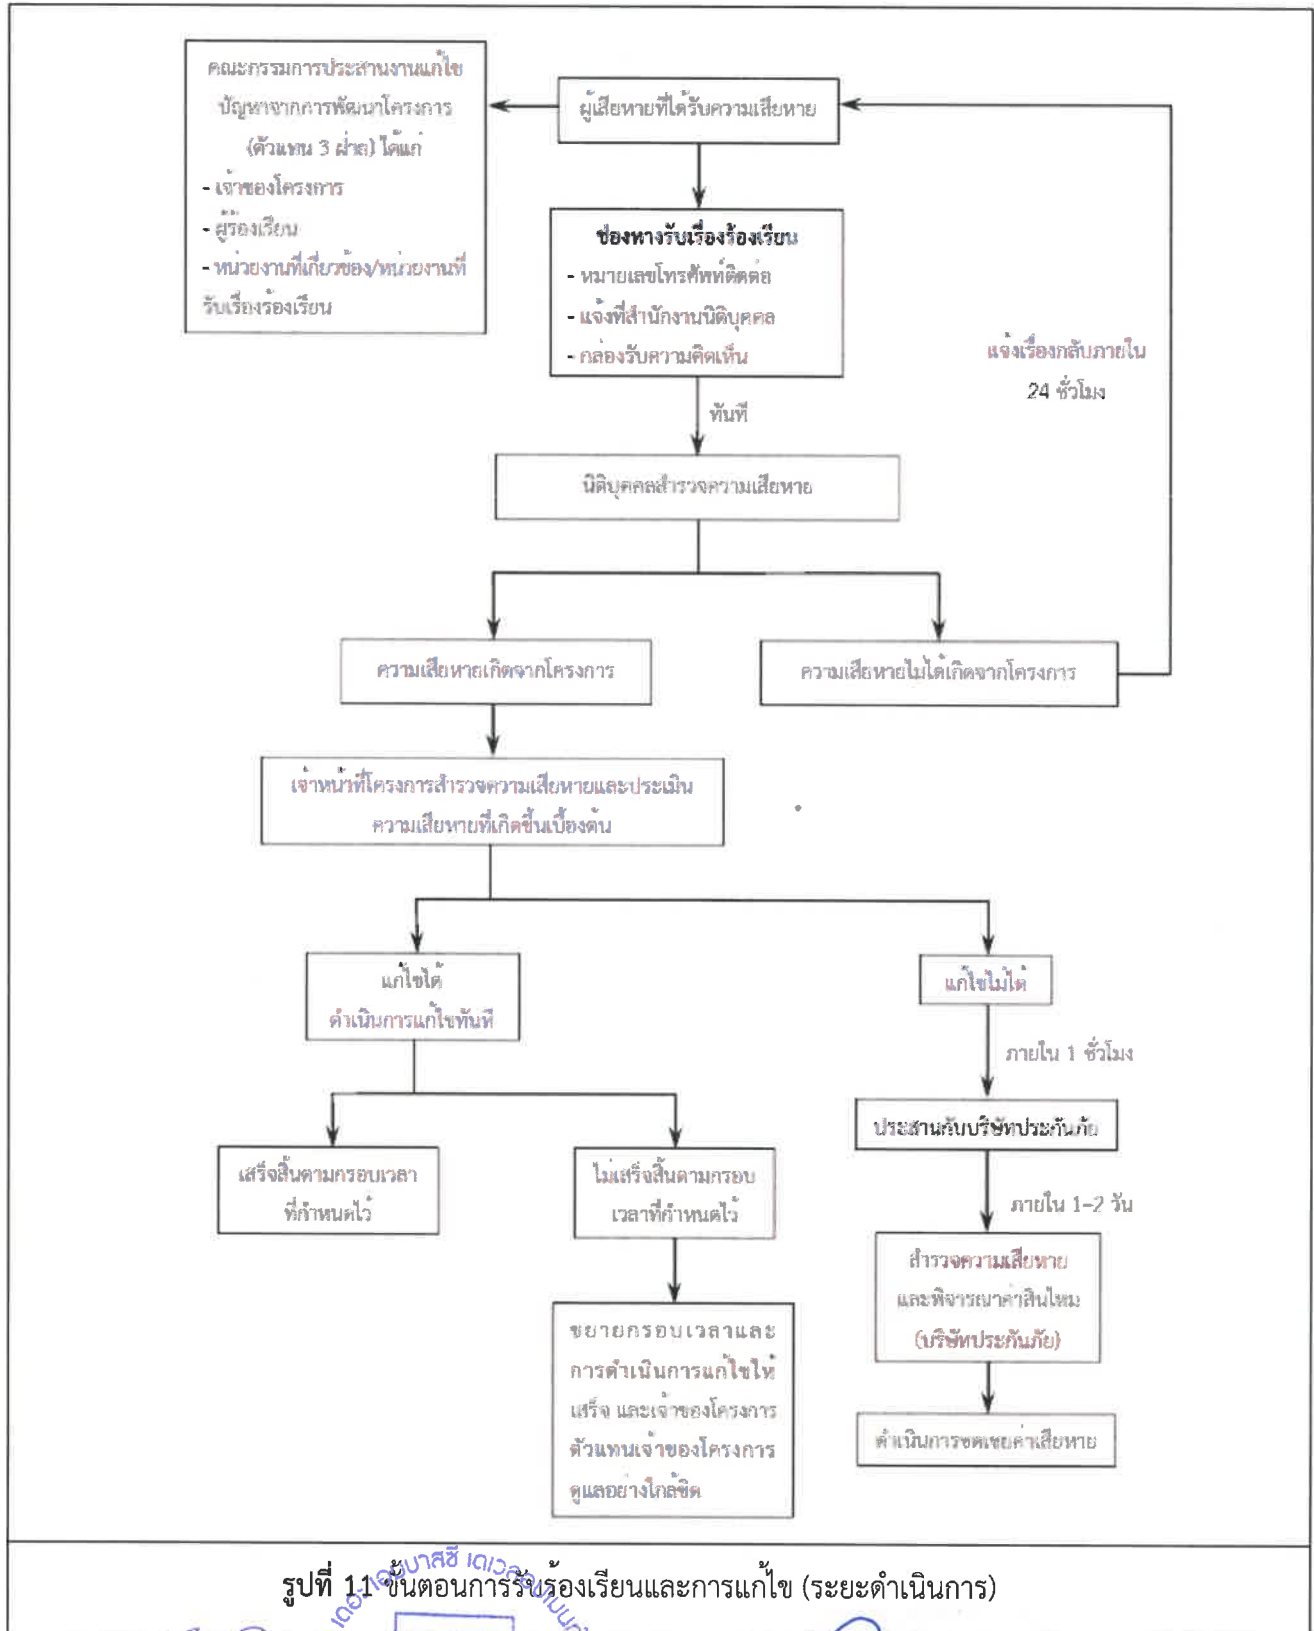 คณะกรรมการประสานงานแก้ไข
ปัญหาจากการพัฒนาโครงการ
(ตัวแทน 3 ฝ่าย) ได้แก่
- เจ้าของโครงการ
- ผู้ร้องเรียน
- หน่วยงานที่เกี่ยวข้อง/หน่วยงานที่
รับเรื่องร้องเรียน
ผู้เสียหายที่ได้รับความเสียหาย
ช่องทางรับเรื่องร้องเรียน
- หมายเลขโทรศัพท์ติดต่อ
- แจ้งที่สำนักงานนิติบุคคล
- กล่องรับความคิดเห็น
แจ้งเรื่องกลับภายใน
24 ชั่วโมง
ทันที
นิติบุคคลสำรวจความเสียหาย
ความเสียหายเกิดจากโครงการ
ความเสียหายไม่ได้เกิดจากโครงการ
เจ้าหน้าที่โครงการสำรวจความเสียหายและประเมิน
ความเสียหายที่เกิดขึ้นเบื้องต้น
แก้ไขได้
ดำเนินการแก้ไขทันที
แก้ไขไม่ได้
ภายใน 1 ชั่วโมง
ประสานกับบริษัทประกันภัย
เสร็จสิ้นตามกรอบเวลา
ที่กำหนดไว้
ไม่เสร็จสิ้นตามกรอบ
เวลาที่กำหนดไว้
ภายใน 1-2 วัน
สำรวจความเสียหาย
และพิจารณาค่าสินไหม
(บริษัทประกันภัย)
ขยายกรอบเวลาและ
การดำเนินการแก้ไขให้
เสร็จ และเจ้าของโครงการ
ตัวแทนเจ้าของโครงการ
ดูแลอย่างใกล้ชิด
ดำเนินการชดเชยค่าเสียหาย
รูปที่ 11 ขั้นตอนการรับร้องเรียนและการแก้ไข (ระยะดำเนินการ)